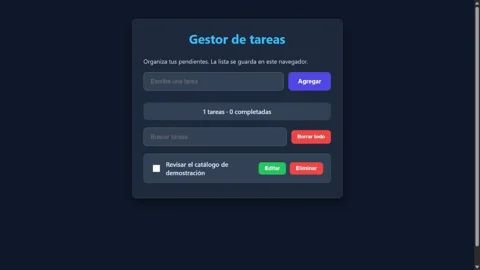 Gestor de tareas
Organiza tus pendientes. La lista se guarda en este navegador.
Escribe una tarea
Agregar
1 tareas - 0 completadas
Buscar tareas
Borrar todo
Revisar el catálogo de
demostración
Editar
Eliminar